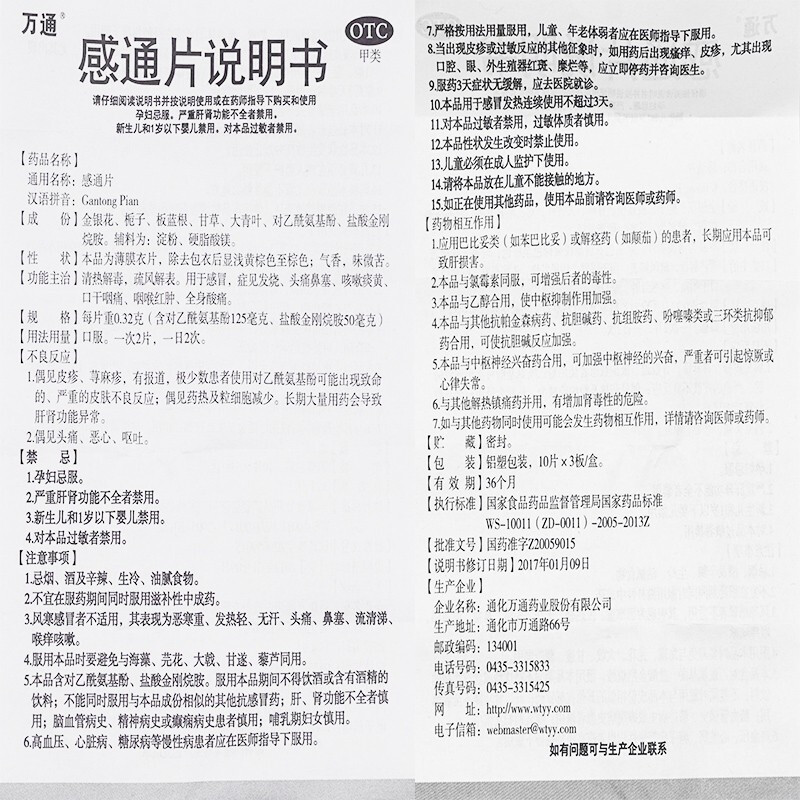 万通®
OTC
甲类
感通片说明书
请仔细阅读说明书并按说明使用或在药师指导下购买和使用
孕妇忌服。严重肝肾功能不全者禁用。
新生儿和1岁以下婴儿禁用。对本品过敏者禁用。
【药品名称】
通用名称：感通片
汉语拼音：Gantong Pian
【成 份】金银花、栀子、板蓝根、甘草、大青叶、对乙酰氨基酚、盐酸金刚
烷胺。辅料为：淀粉、硬脂酸镁。
【性 状】本品为薄膜衣片，除去包衣后显浅黄棕色至棕色；气香，味微苦。
【功能主治】清热解毒，疏风解表。用于感冒，症见发烧、头痛鼻塞、咳嗽痰黄、
口干咽痛、咽喉红肿、全身酸痛。
【规 格】每片重0.32克（含对乙酰氨基酚125毫克、盐酸金刚烷胺50毫克）
【用法用量】口服。一次2片，一日2次。
【不良反应】
1.偶见皮疹、荨麻疹，有报道，极少数患者使用对乙酰氨基酚可能出现致命
的、严重的皮肤不良反应；偶见药热及粒细胞减少。长期大量用药会导致
肝肾功能异常。
2.偶见头痛、恶心、呕吐。
【禁 忌】
1.孕妇忌服。
2.严重肝肾功能不全者禁用。
3.新生儿和1岁以下婴儿禁用。
4.对本品过敏者禁用。
【注意事项】
1.忌烟、酒及辛辣、生冷、油腻食物。
2.不宜在服药期间同时服用滋补性中成药。
3.风寒感冒者不适用，其表现为恶寒重、发热轻、无汗、头痛、鼻塞、流清涕、
喉痒咳嗽。
4.服用本品时要避免与海藻、芫花、大戟、甘遂、藜芦同用。
5.本品含对乙酰氨基酚、盐酸金刚烷胺。服用本品期间不得饮酒或含有酒精的
饮料；不能同时服用与本品成份相似的其他抗感冒药；肝、肾功能不全者慎
用；脑血管病史、精神病史或癫痫病史患者慎用；哺乳期妇女慎用。
6.高血压、心脏病、糖尿病等慢性病患者应在医师指导下服用。
7.严格按用法用量服用，儿童、年老体弱者应在医师指导下服用。
8.当出现皮疹或过敏反应的其他征象时，如用药后出现瘙痒、皮疹，尤其出现
口腔、眼、外生殖器红斑、糜烂等，应立即停药并咨询医生。
9.服药3天症状无缓解，应去医院就诊。
10.本品用于感冒发热连续使用不超过3天。
11.对本品过敏者禁用，过敏体质者慎用。
12.本品性状发生改变时禁止使用。
13.儿童必须在成人监护下使用。
14.请将本品放在儿童不能接触的地方。
15.如正在使用其他药品，使用本品前请咨询医师或药师。
【药物相互作用】
1.应用巴比妥类（如苯巴比妥）或解痉药（如颠茄）的患者，长期应用本品可
致肝损害。
2.本品与氯霉素同服，可增强后者的毒性。
3.本品与乙醇合用，使中枢抑制作用加强。
4.本品与其他抗帕金森病药、抗胆碱药、抗组胺药、吩噻嗪类或三环类抗抑郁
药合用，可使抗胆碱反应加强。
5.本品与中枢神经兴奋药合用，可加强中枢神经的兴奋，严重者可引起惊厥或
心律失常。
6.与其他解热镇痛药并用，有增加肾毒性的危险。
7.如与其他药物同时使用可能会发生药物相互作用，详情请咨询医师或药师。
【贮 藏】密封。
【包 装】铝塑包装，10片×3板/盒。
【有 效 期】36个月
【执行标准】国家食品药品监督管理局国家药品标准
WS-10011（ZD-0011）-2005-2013Z
【批准文号】国药准字Z20059015
【说明书修订日期】2017年01月09日
【生产企业】
企业名称：通化万通药业股份有限公司
生产地址：通化市万通路66号
邮政编码：134001
电话号码：0435-3315833
传真号码：0435-3315425
网 址：http://www.wtyy.com
电子信箱：webmaster@wtyy.com
如有问题可与生产企业联系